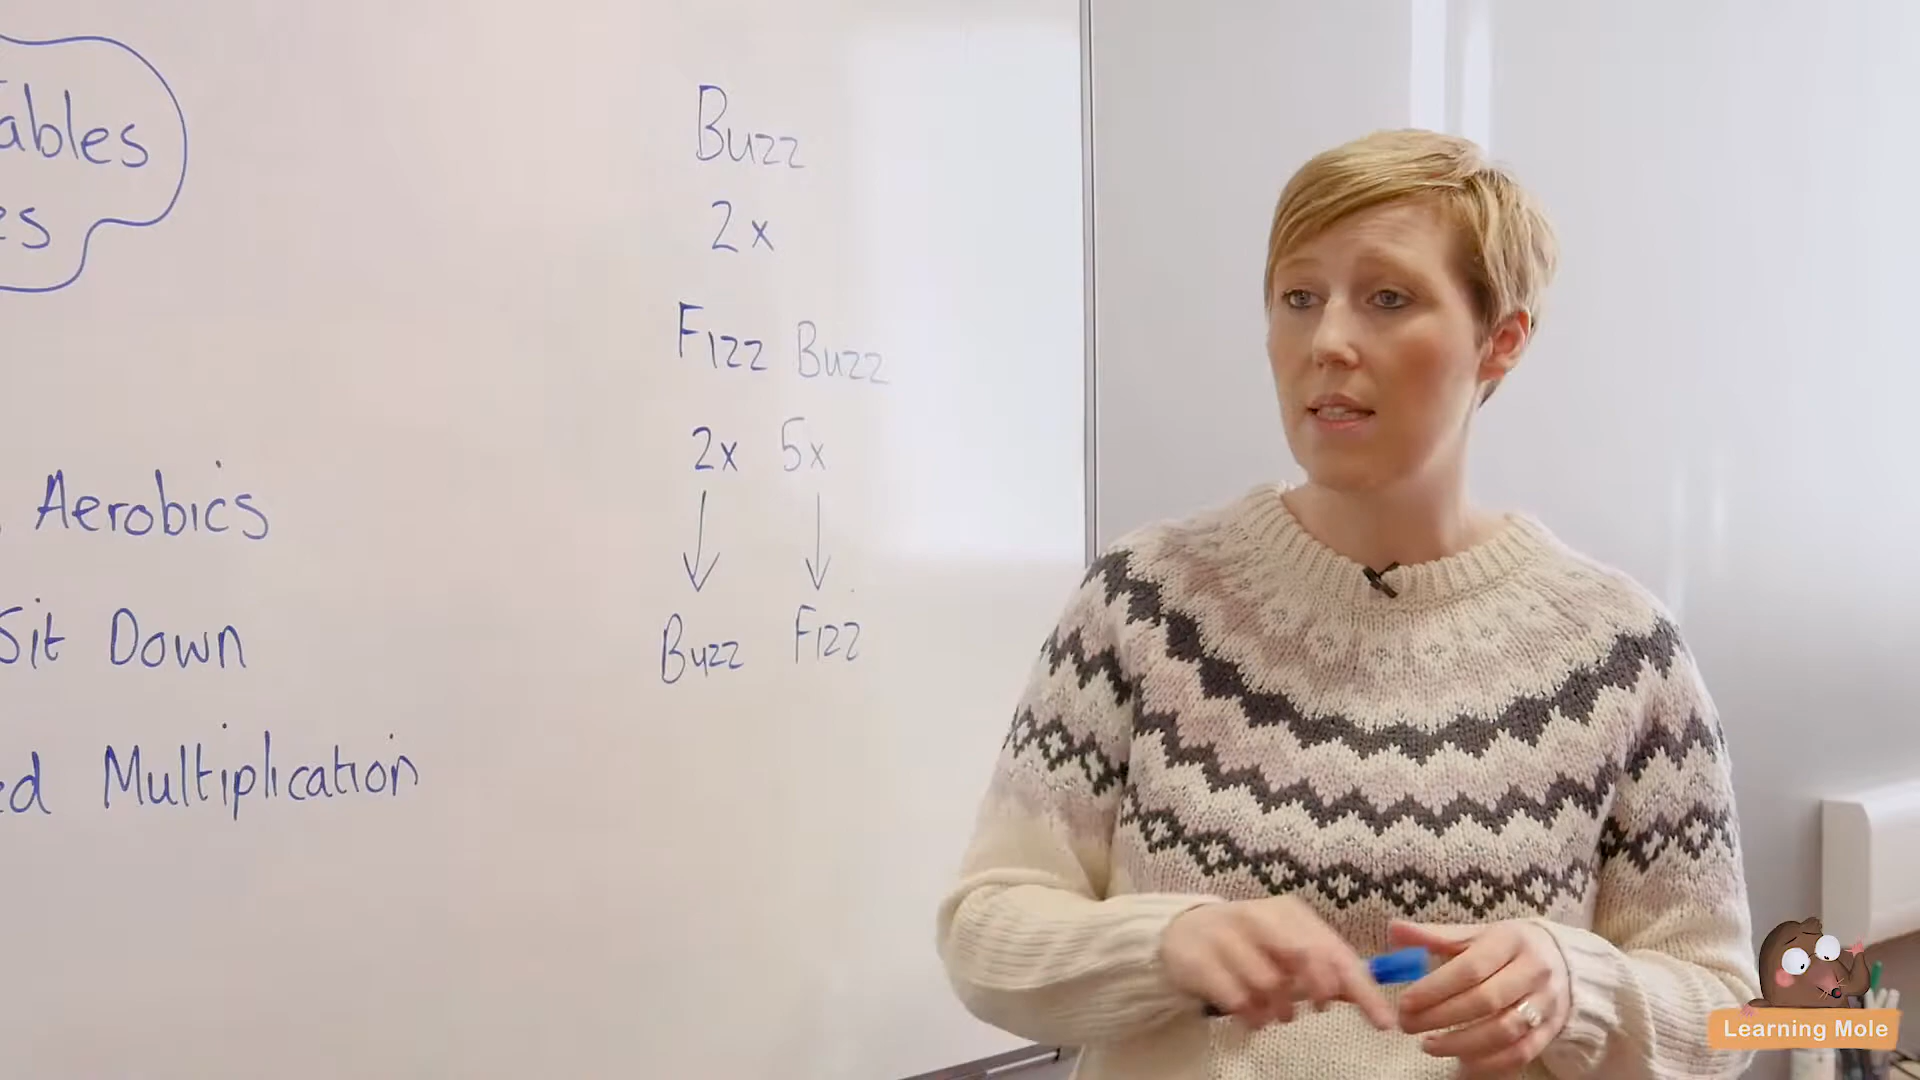 ables
es
Aerobics
Sit Down
ed Multiplication
Buzz
2x
Fizz Buzz
2x 5x
Buzz Fizz
Learning Mole